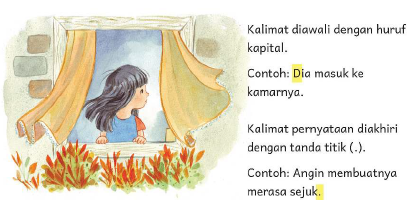 Kalimat diawali dengan huruf
kapital.
Contoh: Dia masuk ke
kamarnya.
Kalimat pernyataan diakhiri
dengan tanda titik (.).
Contoh: Angin membuatnya
merasa sejuk.